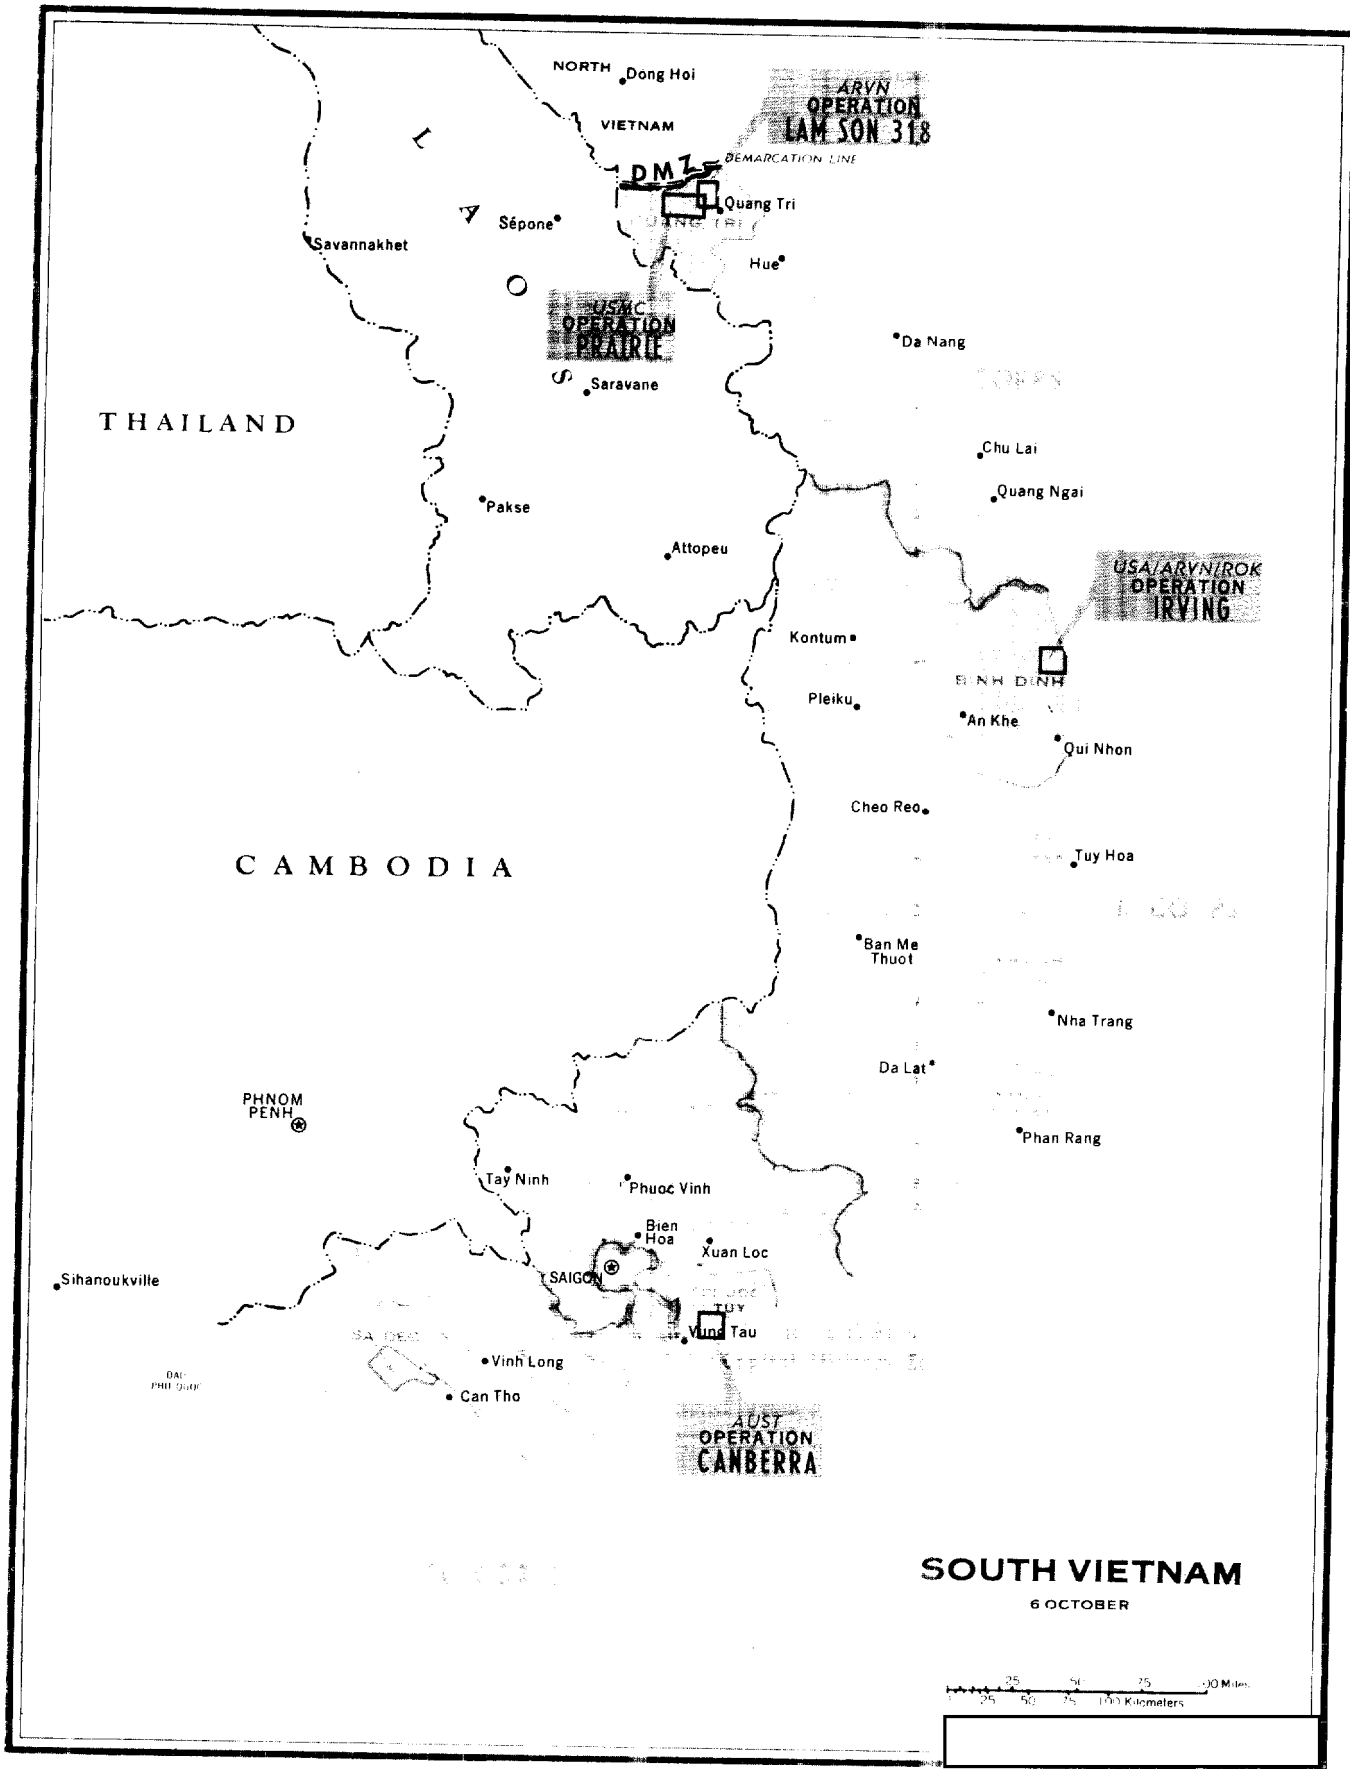 NORTH
Dong Hoi
ARVN
OPERATION
LAM SON 318
VIETNAM
DEMARCATION LINE
DMZ
L
A
O
S
Quang Tri
Sépone
Savannakhet
Hue
USMC
OPERATION
PRAIRIE
Da Nang
Saravane
THAILAND
Chu Lai
Quang Ngai
Pakse
Attopeu
USA/ARVN/ROK
OPERATION
IRVING
Kontum
BINH DINH
Pleiku
An Khe
Qui Nhon
Cheo Reo
CAMBODIA
Tuy Hoa
Ban Me
Thuot
Nha Trang
Da Lat
PHNOM
PENH
Phan Rang
Tay Ninh
Phuoc Vinh
Bien
Hoa
Xuan Loc
SAIGON
Sihanoukville
TUY
Vung Tau
SA DEC
Vinh Long
Can Tho
AUST
OPERATION
CANBERRA
SOUTH VIETNAM
6 OCTOBER
25 75 Miles
25 50 75 100 Kilometers